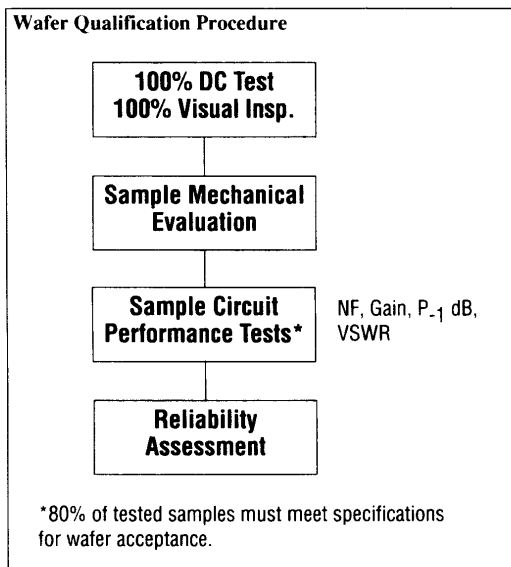 Wafer Qualification Procedure
100% DC Test
100% Visual Insp.
Sample Mechanical
Evaluation
Sample Circuit
Performance Tests*
NF, Gain, P-1 dB,
VSWR
Reliability
Assessment
*80% of tested samples must meet specifications
for wafer acceptance.